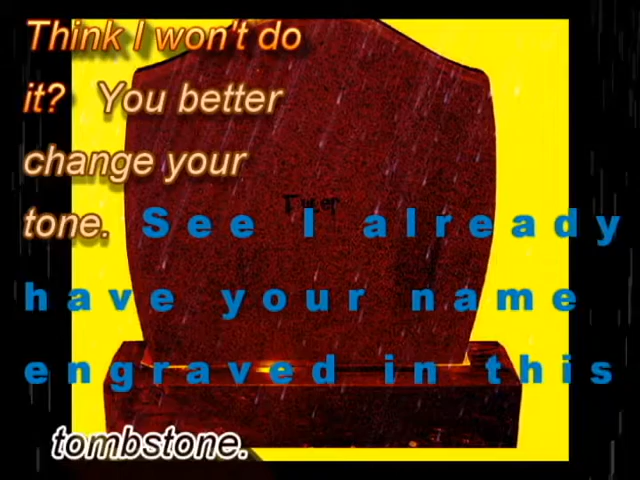 Think I won't do
it? You better
change your
tone. See I already
have your name
engraved in this
tombstone.